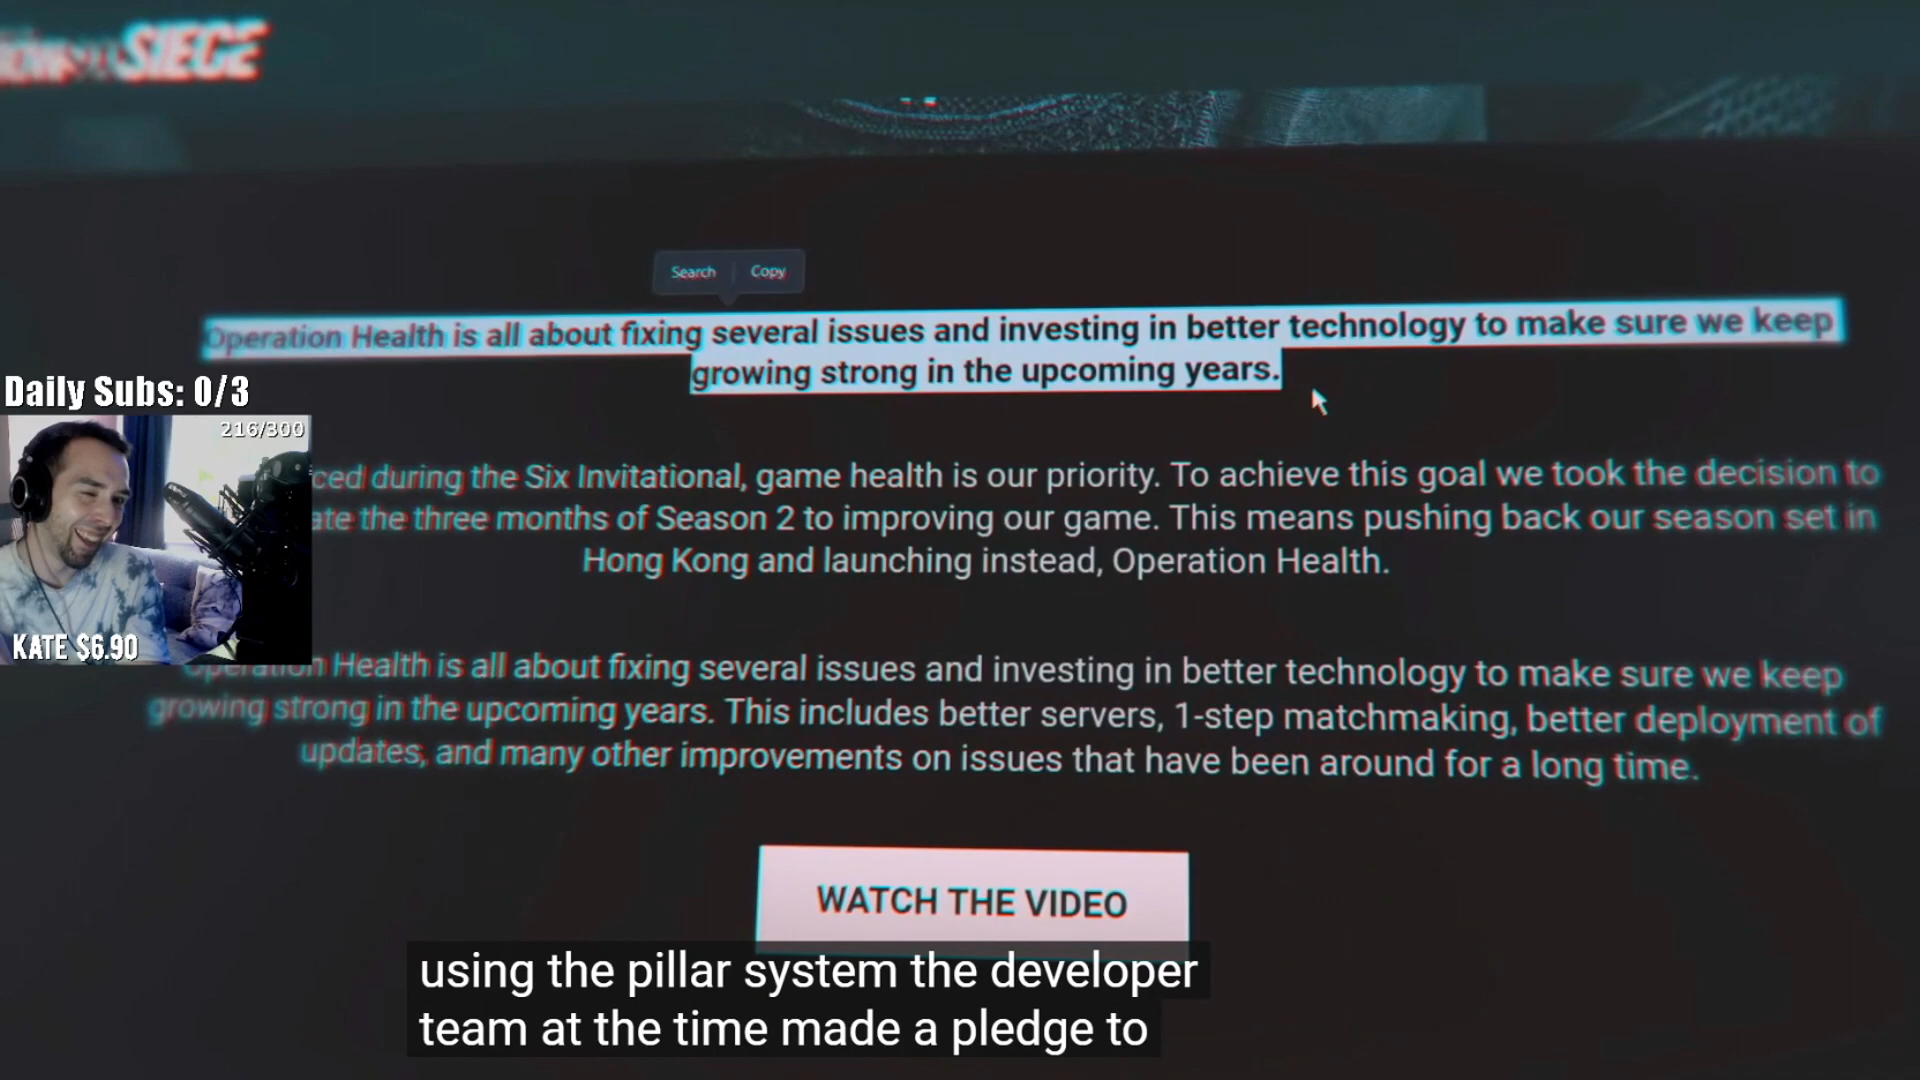 SIEGE
Search Copy
Operation Health is all about fixing several issues and investing in better technology to make sure we keep
growing strong in the upcoming years.
Daily Subs: 0/3
216/300
ced during the Six Invitational, game health is our priority. To achieve this goal we took the decision to
ate the three months of Season 2 to improving our game. This means pushing back our season set in
Hong Kong and launching instead, Operation Health.
KATE $6.90
Operation Health is all about fixing several issues and investing in better technology to make sure we keep
growing strong in the upcoming years. This includes better servers, 1-step matchmaking, better deployment of
updates, and many other improvements on issues that have been around for a long time.
WATCH THE VIDEO
using the pillar system the developer
team at the time made a pledge to